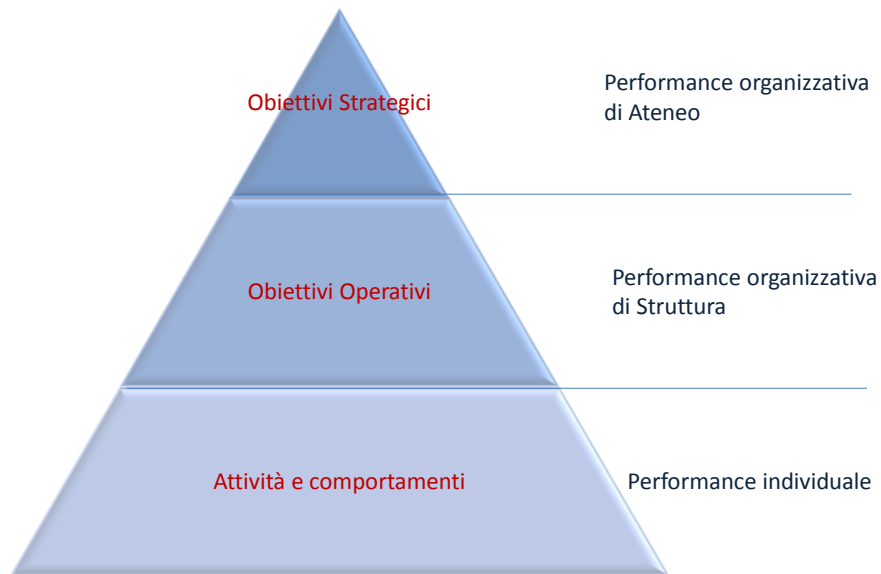 Obiettivi Strategici
Performance organizzativa
di Ateneo
Obiettivi Operativi
Performance organizzativa
di Struttura
Attività e comportamenti
Performance individuale